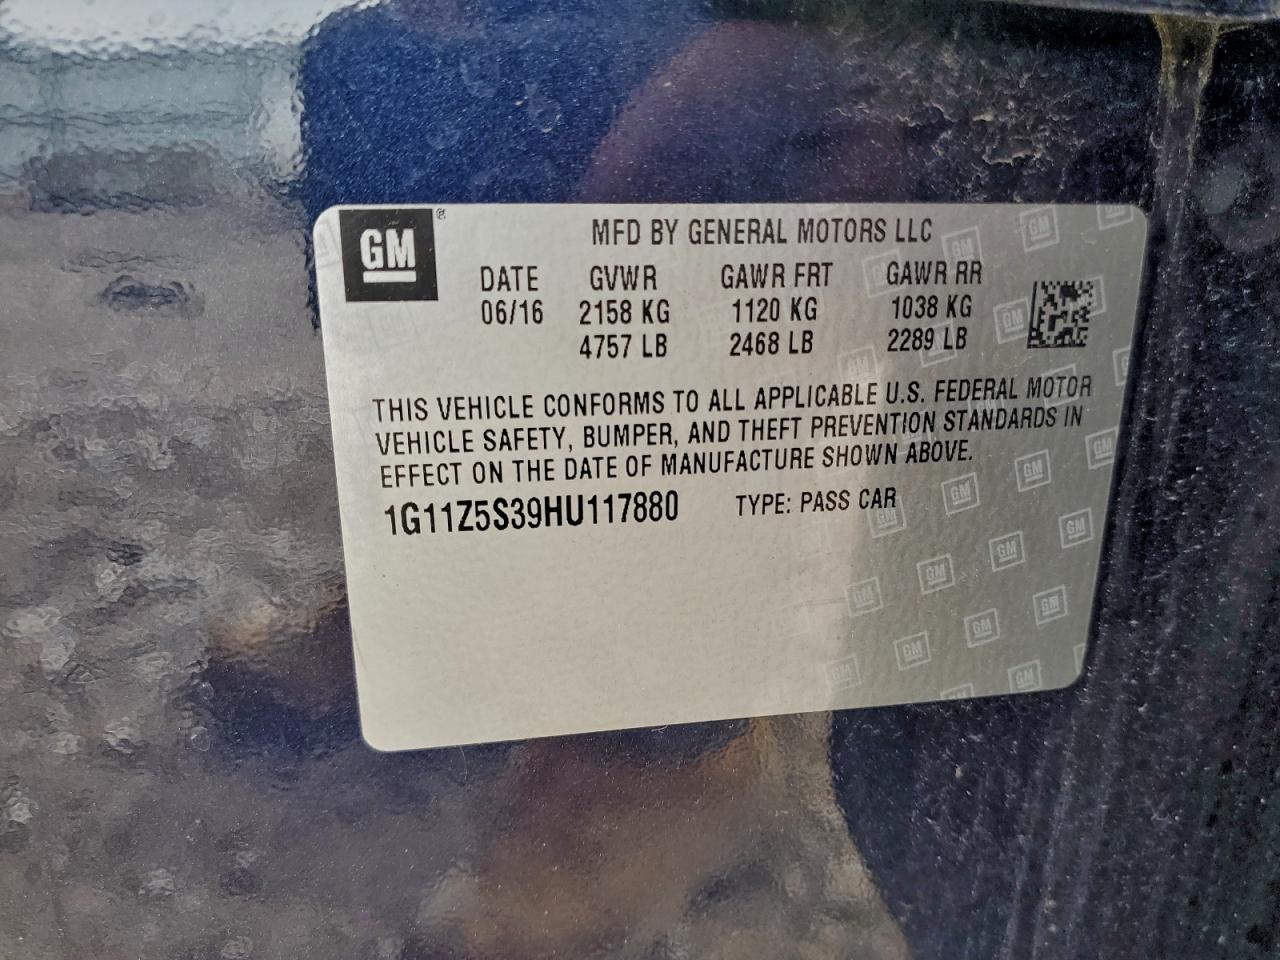 GM ®
MFD BY GENERAL MOTORS LLC
DATE GVWR GAWR FRT GAWR RR
06/16 2158 KG 1120 KG 1038 KG
4757 LB 2468 LB 2289 LB
THIS VEHICLE CONFORMS TO ALL APPLICABLE U.S. FEDERAL MOTOR
VEHICLE SAFETY, BUMPER, AND THEFT PREVENTION STANDARDS IN
EFFECT ON THE DATE OF MANUFACTURE SHOWN ABOVE.
1G11Z5S39HU117880 TYPE: PASS CAR